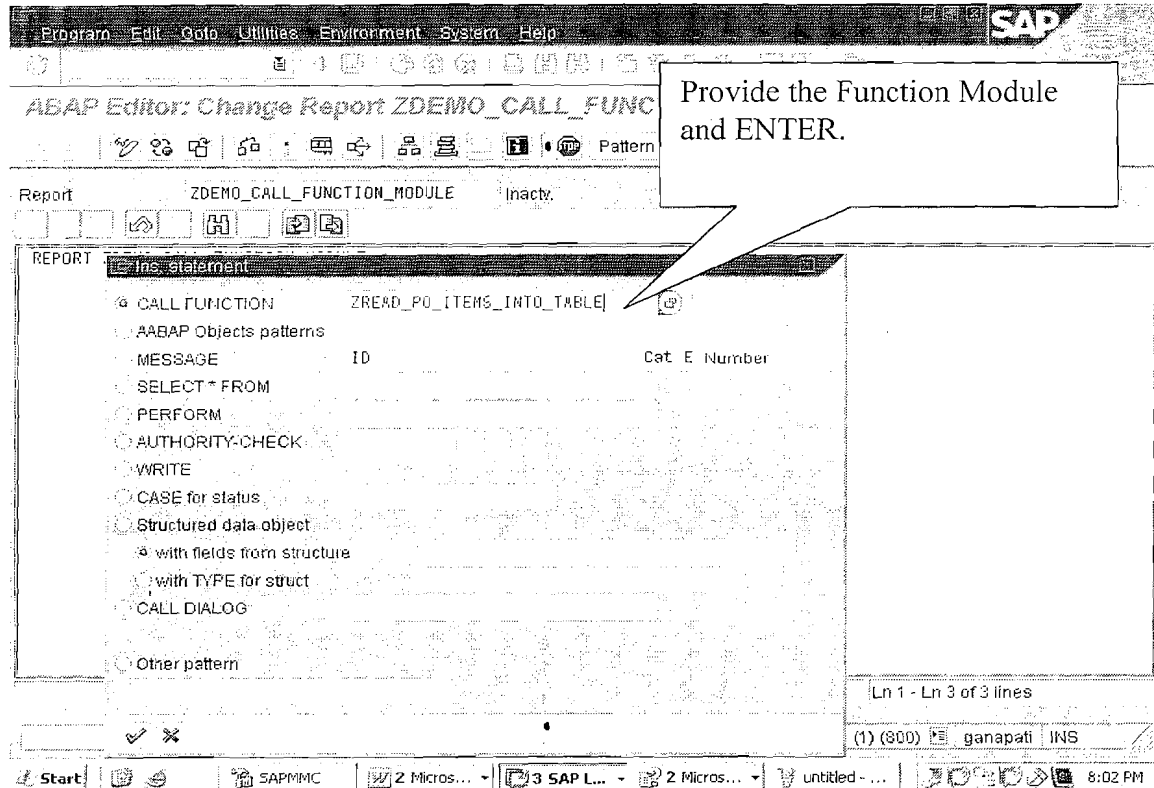 Program Edit Goto Utilities Environment System Help
SAP
ABAP Editor: Change Report ZDEMO_CALL_FUNC
Provide the Function Module
and ENTER.
Pattern
Report ZDEMO_CALL_FUNCTION_MODULE Inactv.
REPORT
Ins. statement
CALL FUNCTION ZREAD_PO_ITEMS_INTO_TABLE
AABAP Objects patterns
MESSAGE ID Cat E Number
SELECT * FROM
PERFORM
AUTHORITY-CHECK
WRITE
CASE for status
Structured data object
with fields from structure
with TYPE for struct
CALL DIALOG
Other pattern
Ln 1 - Ln 3 of 3 lines
(1) (800) ganapati INS
Start SAPMMC 2 Micros... 3 SAP L... 2 Micros... untitled - ... 8:02 PM